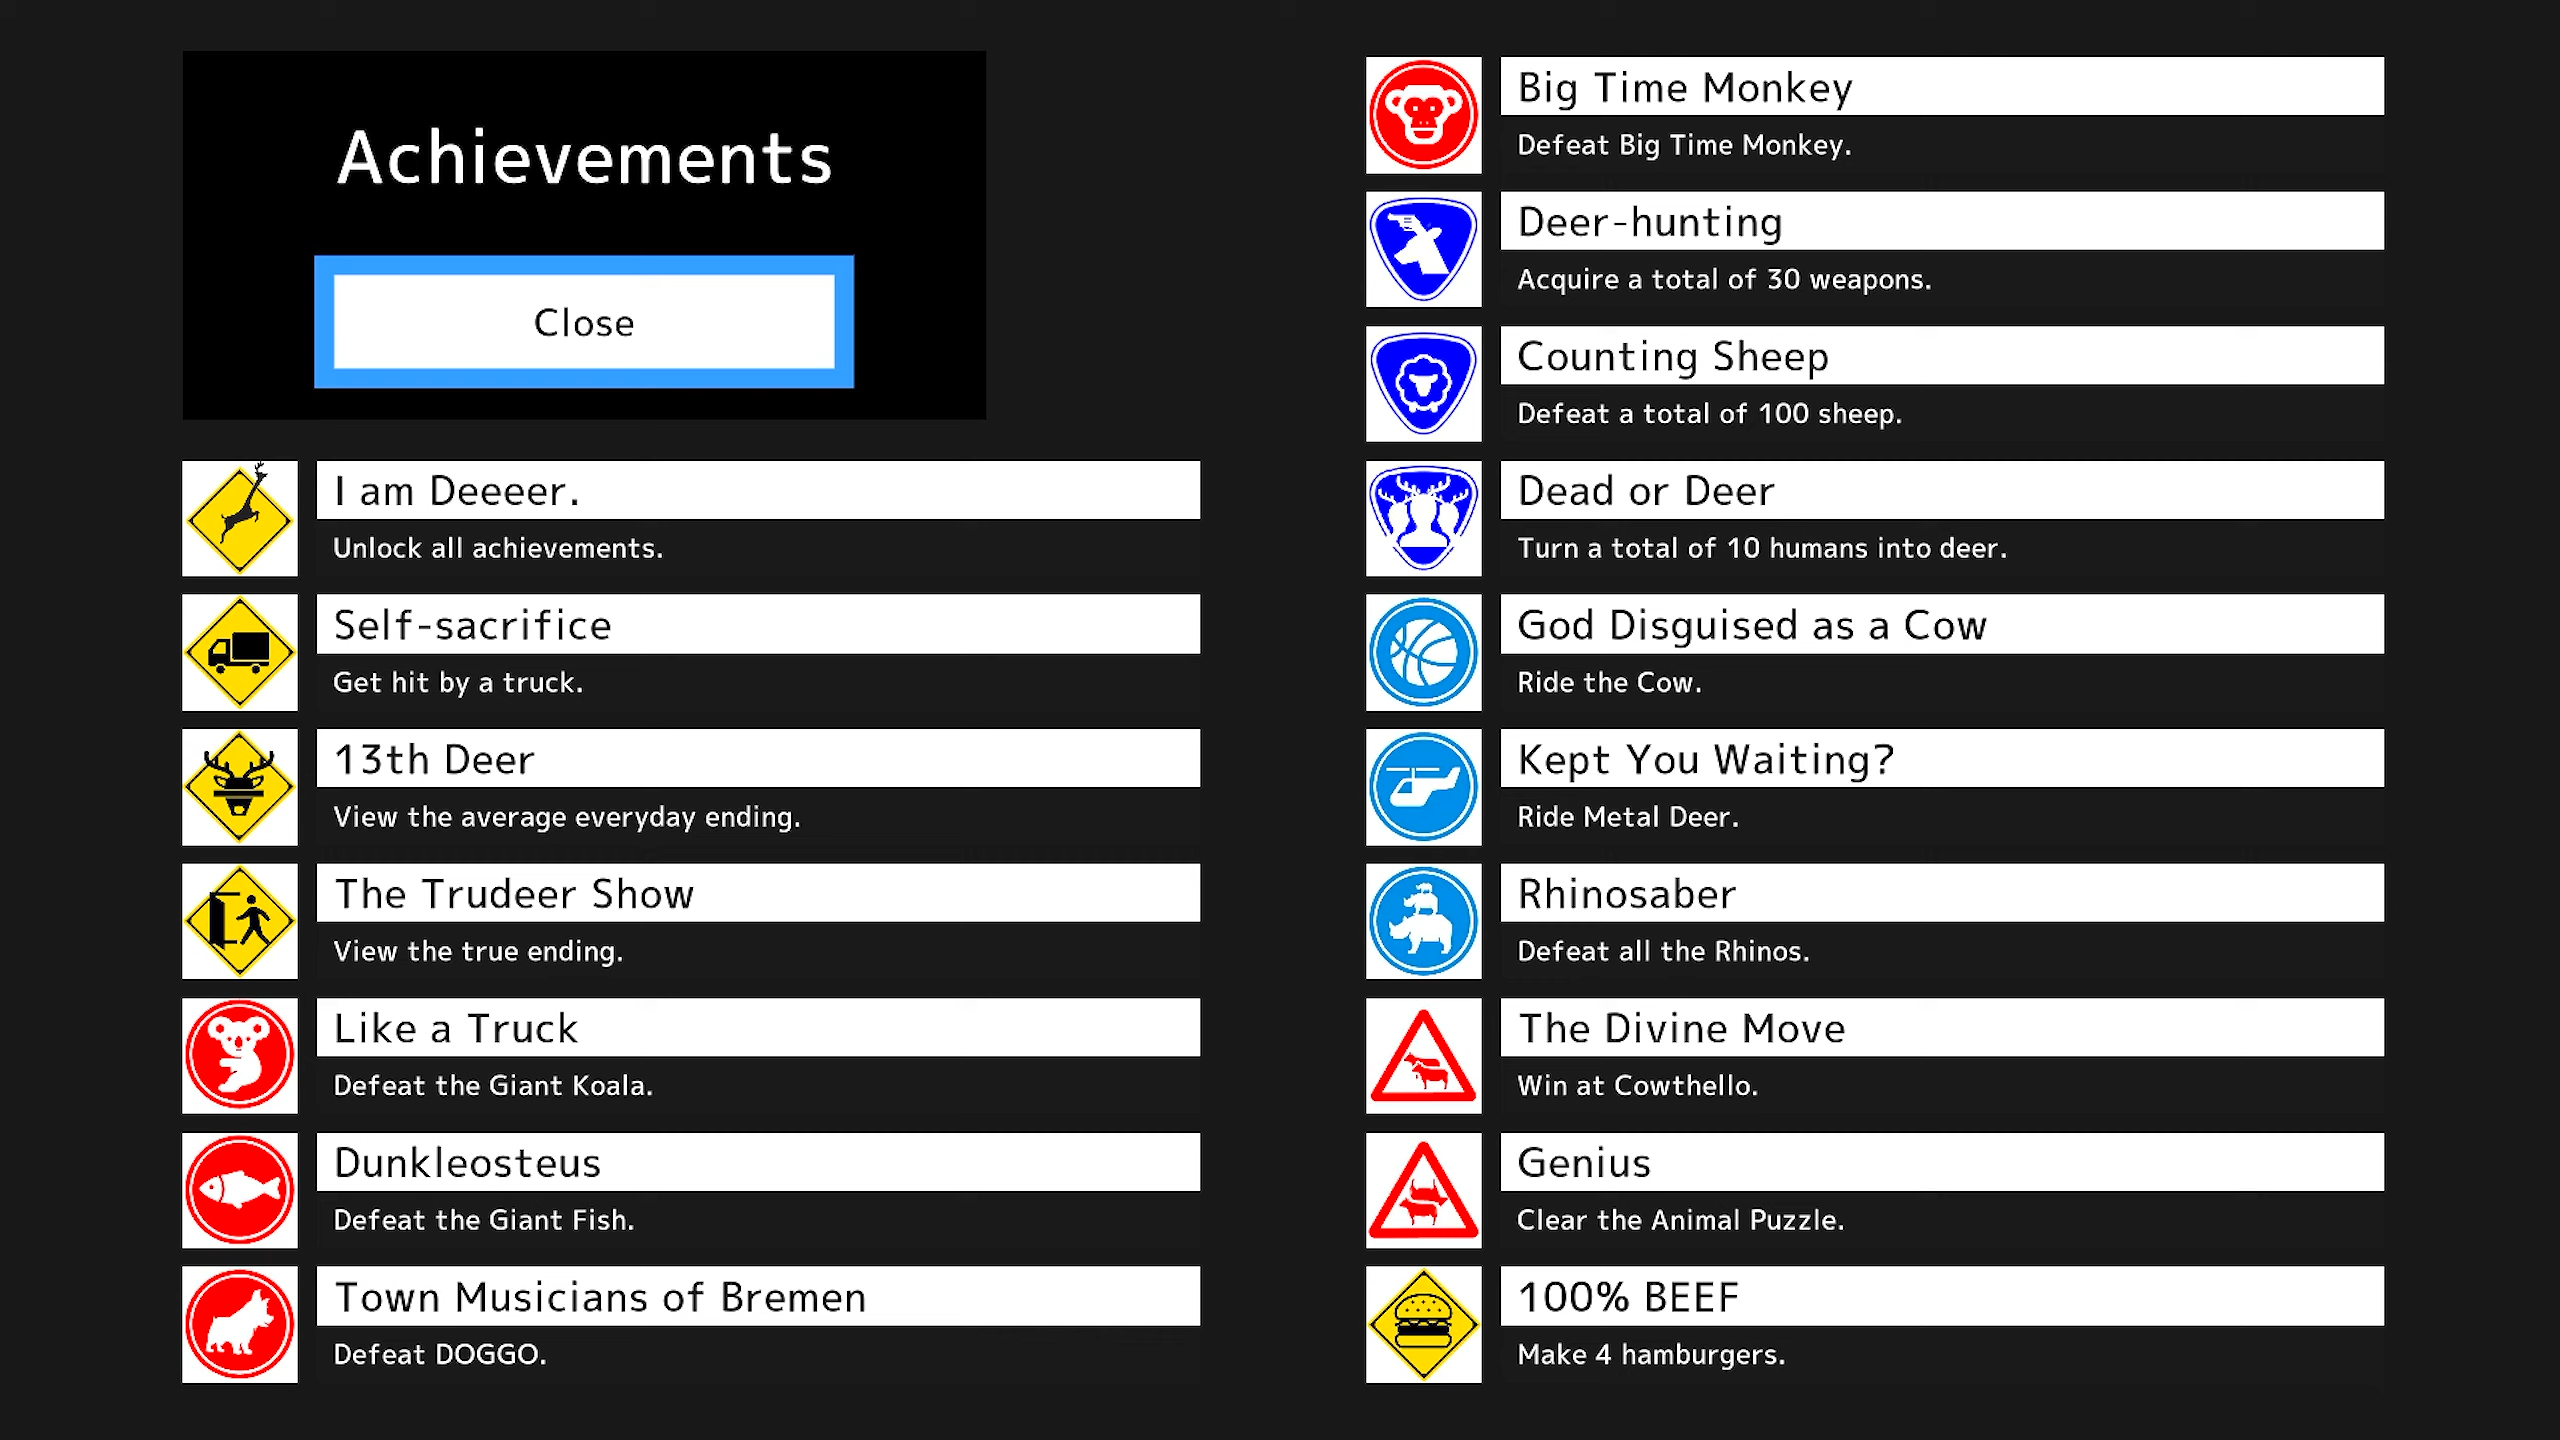 Achievements
Close
I am Deeeer.
Unlock all achievements.
Self-sacrifice
Get hit by a truck.
13th Deer
View the average everyday ending.
The Trudeer Show
View the true ending.
Like a Truck
Defeat the Giant Koala.
Dunkleosteus
Defeat the Giant Fish.
Town Musicians of Bremen
Defeat DOGGO.
Big Time Monkey
Defeat Big Time Monkey.
Deer-hunting
Acquire a total of 30 weapons.
Counting Sheep
Defeat a total of 100 sheep.
Dead or Deer
Turn a total of 10 humans into deer.
God Disguised as a Cow
Ride the Cow.
Kept You Waiting?
Ride Metal Deer.
Rhinosaber
Defeat all the Rhinos.
The Divine Move
Win at Cowthello.
Genius
Clear the Animal Puzzle.
100% BEEF
Make 4 hamburgers.